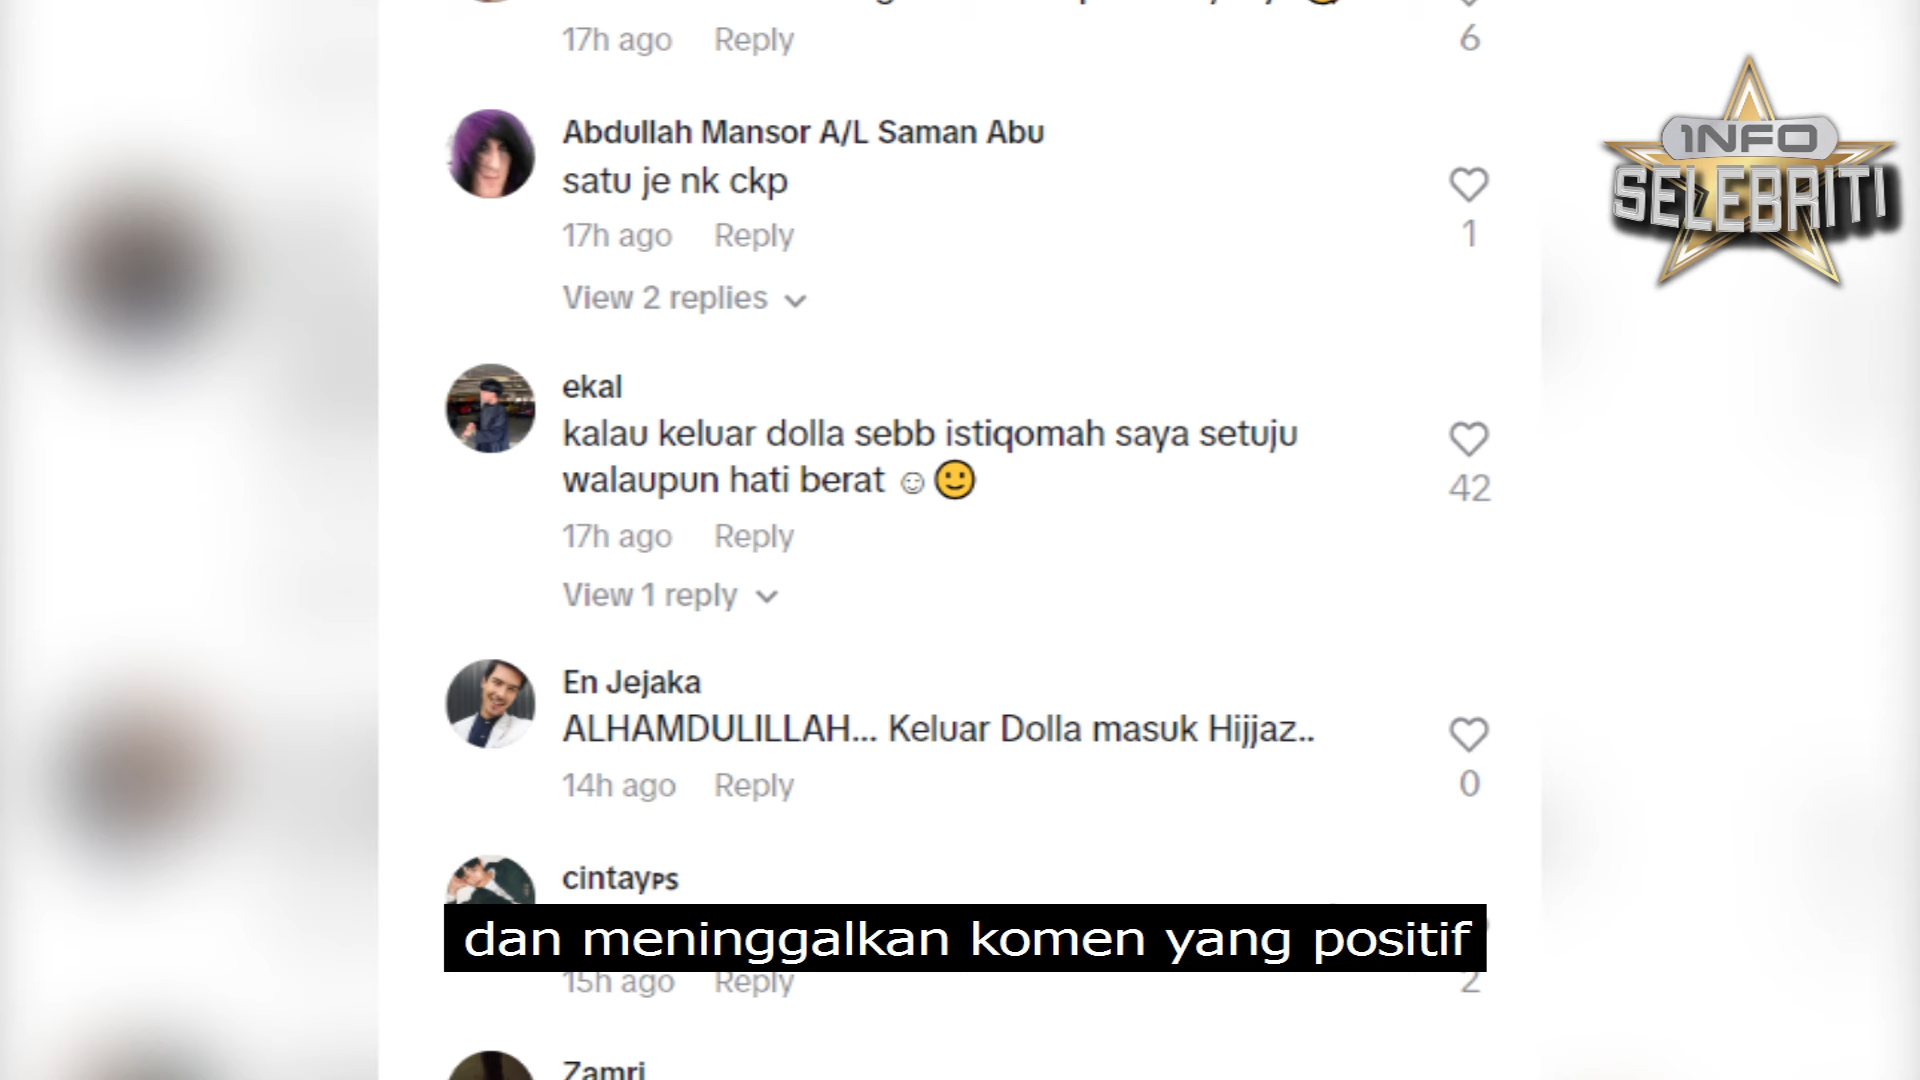 17h ago Reply
6
1NFO
SELEBRITI
Abdullah Mansor A/L Saman Abu
satu je nk ckp
17h ago Reply
1
View 2 replies
ekal
kalau keluar dolla sebb istiqomah saya setuju
walaupun hati berat ☺🙂
42
17h ago Reply
View 1 reply
En Jejaka
ALHAMDULILLAH... Keluar Dolla masuk Hijjaz..
14h ago Reply
0
cintayᴘs
dan meninggalkan komen yang positif
15h ago Reply
2
Zamri